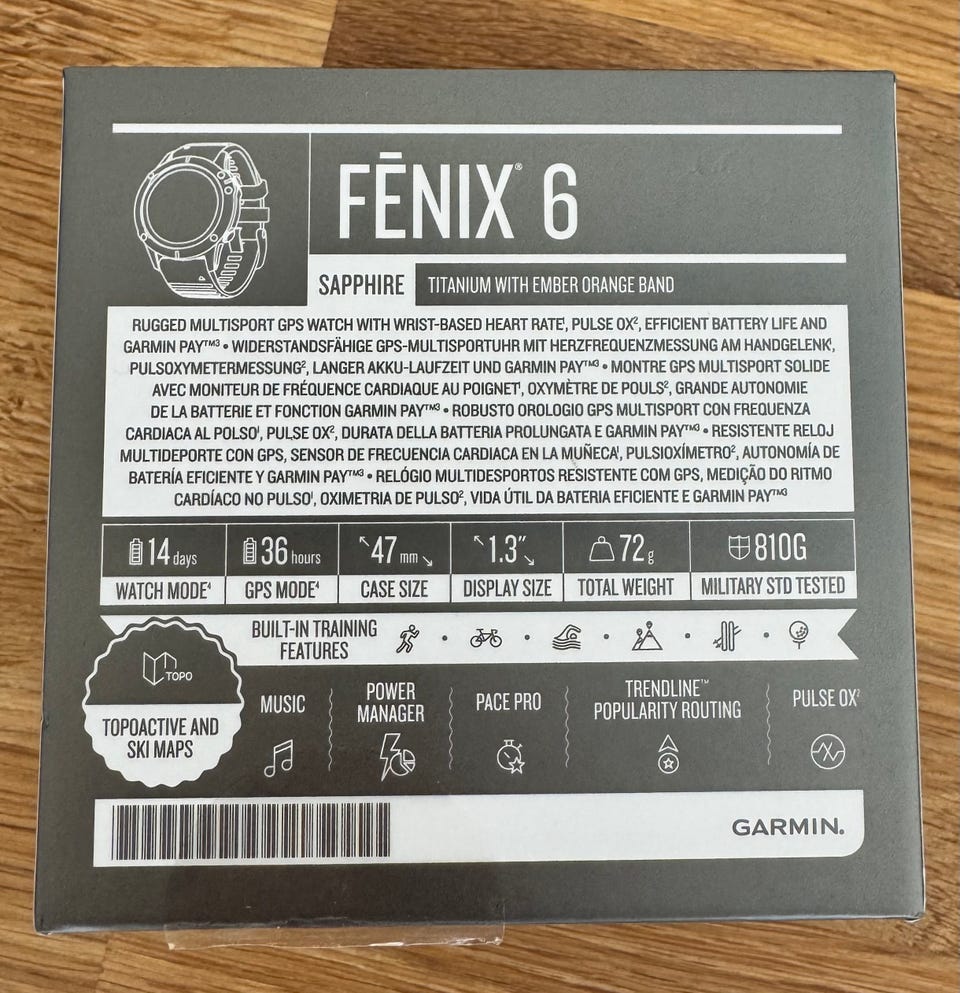 FĒNIX® 6
SAPPHIRE
TITANIUM WITH EMBER ORANGE BAND
RUGGED MULTISPORT GPS WATCH WITH WRIST-BASED HEART RATE¹, PULSE OX², EFFICIENT BATTERY LIFE AND
GARMIN PAY™³ • WIDERSTANDSFÄHIGE GPS-MULTISPORTUHR MIT HERZFREQUENZMESSUNG AM HANDGELENK¹,
PULSOXYMETERMESSUNG², LANGER AKKU-LAUFZEIT UND GARMIN PAY™³ • MONTRE GPS MULTISPORT SOLIDE
AVEC MONITEUR DE FRÉQUENCE CARDIAQUE AU POIGNET¹, OXYMÈTRE DE POULS², GRANDE AUTONOMIE
DE LA BATTERIE ET FONCTION GARMIN PAY™³ • ROBUSTO OROLOGIO GPS MULTISPORT CON FREQUENZA
CARDIACA AL POLSO¹, PULSE OX², DURATA DELLA BATTERIA PROLUNGATA E GARMIN PAY™³ • RESISTENTE RELOJ
MULTIDEPORTE CON GPS, SENSOR DE FRECUENCIA CARDIACA EN LA MUÑECA¹, PULSIOXÍMETRO², AUTONOMÍA DE
BATERÍA EFICIENTE Y GARMIN PAY™³ • RELÓGIO MULTIDESPORTOS RESISTENTE COM GPS, MEDIÇÃO DO RITMO
CARDÍACO NO PULSO¹, OXIMETRIA DE PULSO², VIDA ÚTIL DA BATERIA EFICIENTE E GARMIN PAY™³
14 days
36 hours
47 mm
1.3″
72 g
810G
WATCH MODE⁴
GPS MODE⁴
CASE SIZE
DISPLAY SIZE
TOTAL WEIGHT
MILITARY STD TESTED
BUILT-IN TRAINING
FEATURES
TOPO
TOPOACTIVE AND
SKI MAPS
MUSIC
POWER
MANAGER
PACE PRO
TRENDLINE™
POPULARITY ROUTING
PULSE OX²
GARMIN.